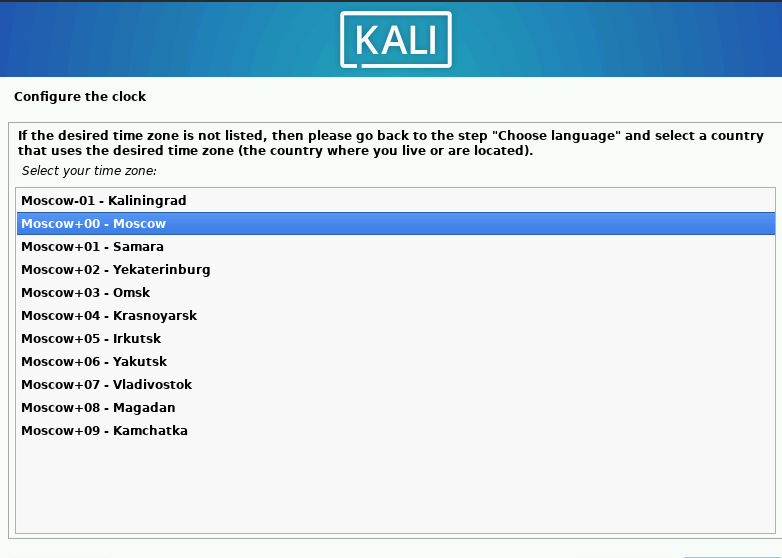 KALI
Configure the clock
If the desired time zone is not listed, then please go back to the step "Choose language" and select a country
that uses the desired time zone (the country where you live or are located).
Select your time zone:
Moscow-01 - Kaliningrad
Moscow+00 - Moscow
Moscow+01 - Samara
Moscow+02 - Yekaterinburg
Moscow+03 - Omsk
Moscow+04 - Krasnoyarsk
Moscow+05 - Irkutsk
Moscow+06 - Yakutsk
Moscow+07 - Vladivostok
Moscow+08 - Magadan
Moscow+09 - Kamchatka